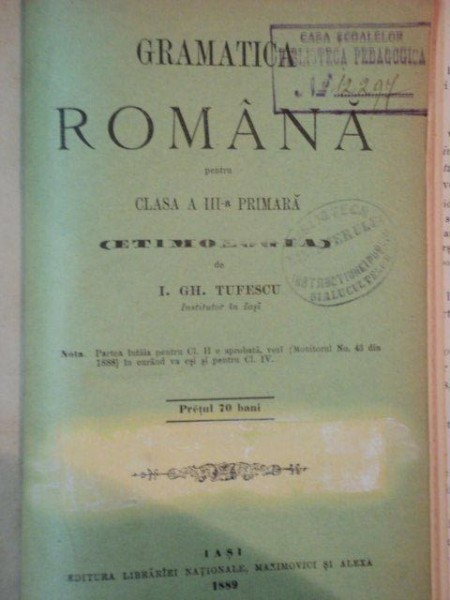 GRAMATICA
CASA ȘCOALELOR
BIBLIOTECA PEDAGOGICA
No 12294
ROMÂNĂ
pentru
CLASA A III-a PRIMARĂ
(ETIMOLOGIA)
de
I. GH. TUFESCU
Institutor în Iași
Nota. Partea întâia pentru Cl. II e aprobată, vezi (Monitorul No. 43 din
1888) în curând va eși și pentru Cl. IV.
Prețul 70 bani
IAȘI
EDITURA LIBRĂRIEI NAȚIONALE, MAXIMOVICI ȘI ALEXA
1889